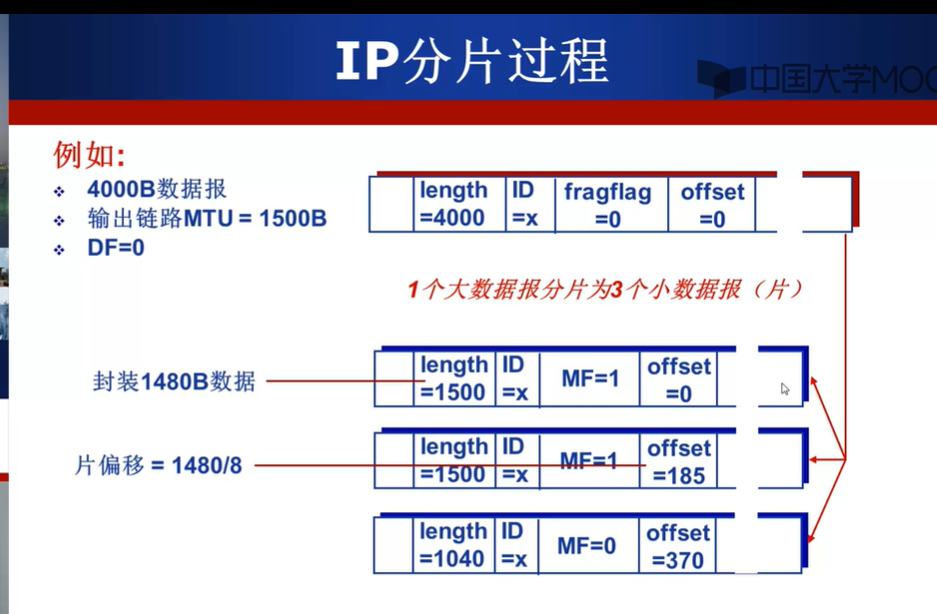 IP分片过程
中国大学MOO
例如:
4000B数据报
输出链路MTU = 1500B
DF=0
length =4000 ID =x fragflag =0 offset =0
1个大数据报分片为3个小数据报（片）
封装1480B数据
length =1500 ID =x MF=1 offset =0
片偏移 = 1480/8
length =1500 ID =x MF=1 offset =185
length =1040 ID =x MF=0 offset =370